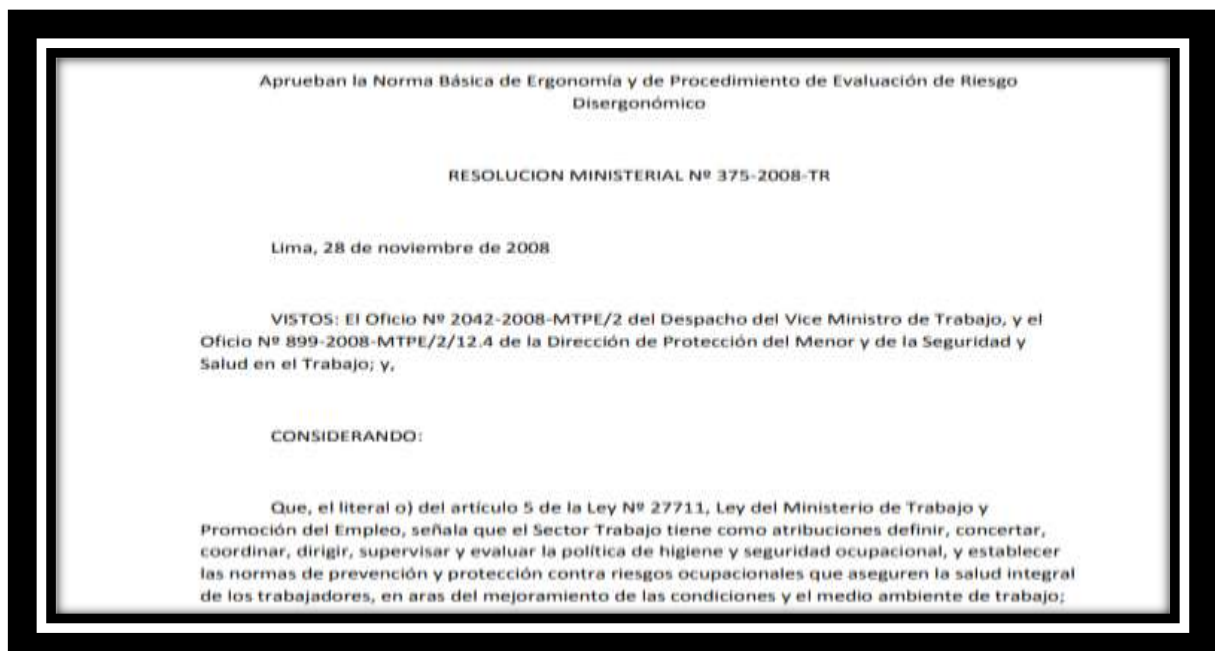 Aprueban la Norma Básica de Ergonomía y de Procedimiento de Evaluación de Riesgo
Disergonómico
RESOLUCION MINISTERIAL Nº 375-2008-TR
Lima, 28 de noviembre de 2008
VISTOS: El Oficio Nº 2042-2008-MTPE/2 del Despacho del Vice Ministro de Trabajo, y el
Oficio Nº 899-2008-MTPE/2/12.4 de la Dirección de Protección del Menor y de la Seguridad y
Salud en el Trabajo; y,
CONSIDERANDO:
Que, el literal o) del artículo 5 de la Ley Nº 27711, Ley del Ministerio de Trabajo y
Promoción del Empleo, señala que el Sector Trabajo tiene como atribuciones definir, concertar,
coordinar, dirigir, supervisar y evaluar la política de higiene y seguridad ocupacional, y establecer
las normas de prevención y protección contra riesgos ocupacionales que aseguren la salud integral
de los trabajadores, en aras del mejoramiento de las condiciones y el medio ambiente de trabajo;